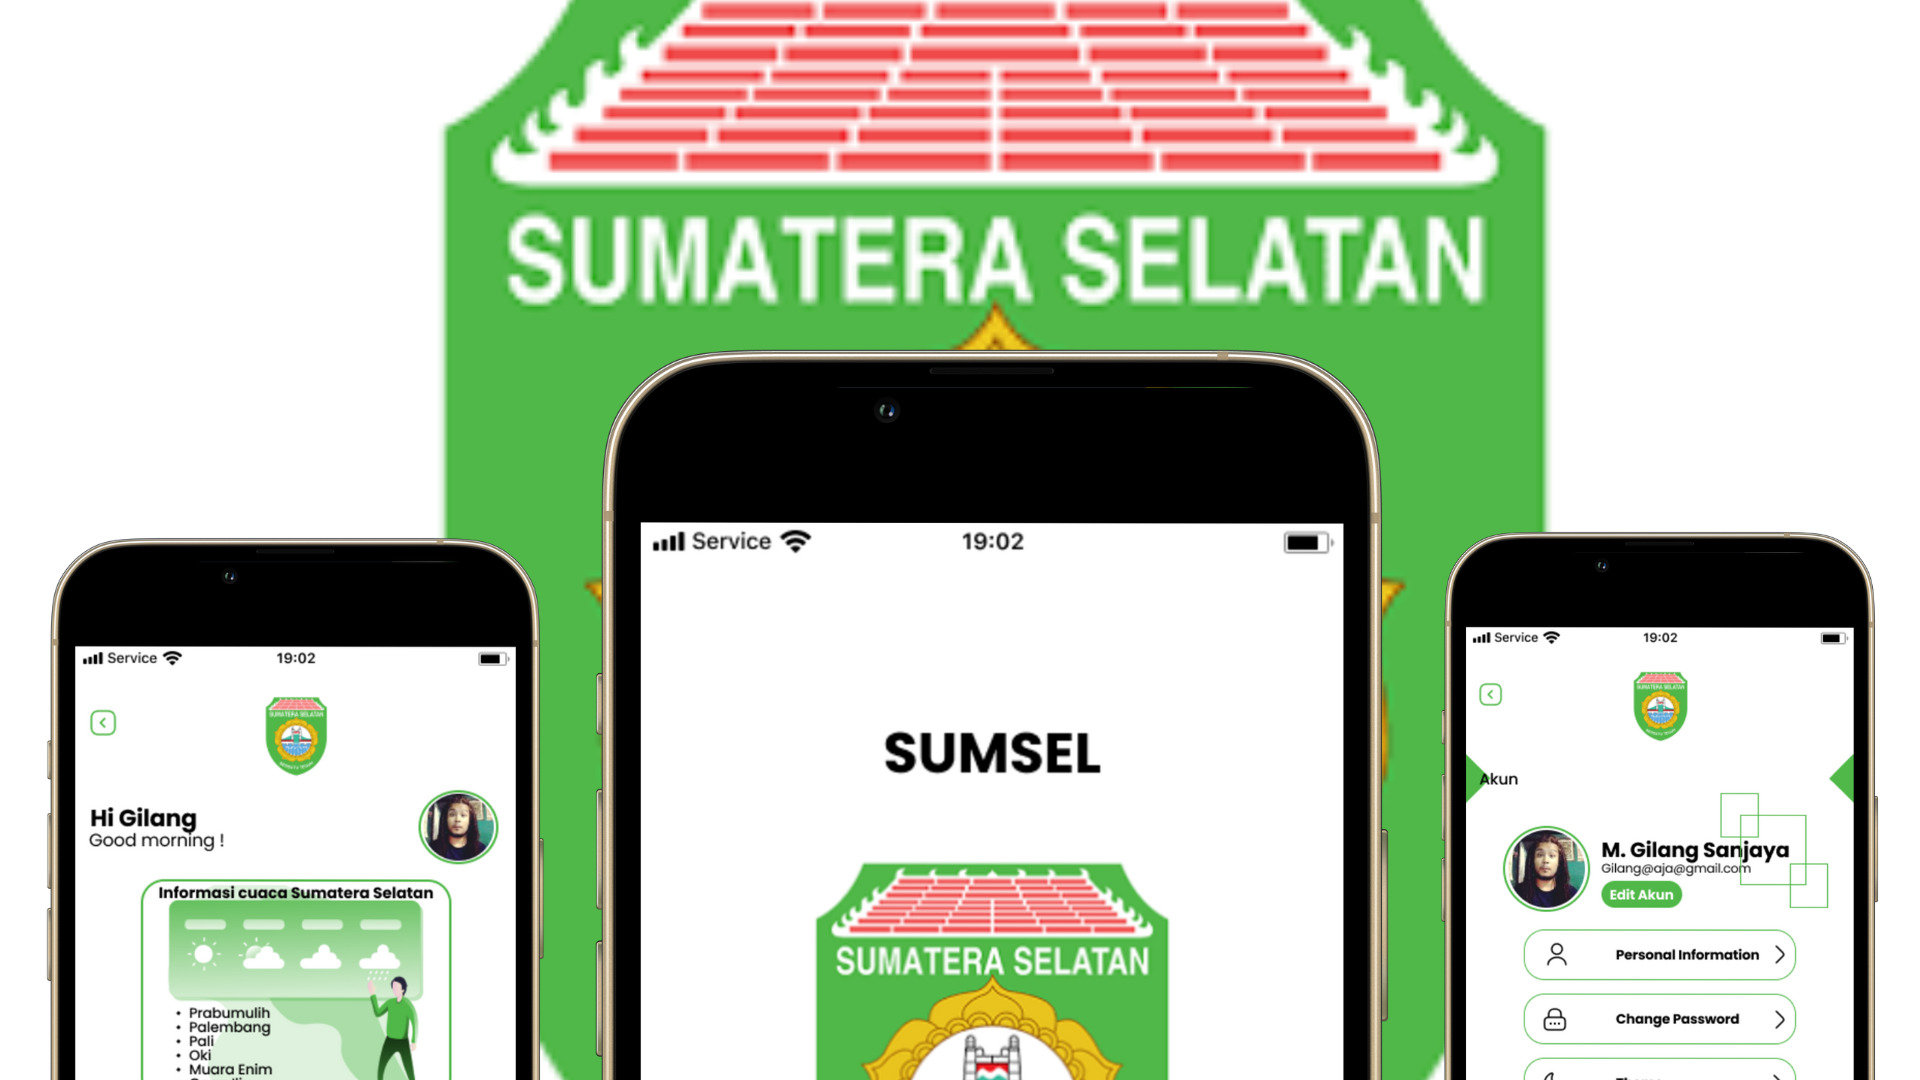 SUMATERA SELATAN
Service 19:02
Hi Gilang
Good morning !
Informasi cuaca Sumatera Selatan
• Prabumulih
• Palembang
• Pali
• Oki
• Muara Enim
Service 19:02
SUMSEL
SUMATERA SELATAN
Service 19:02
SUMATERA SELATAN
Akun
M. Gilang Sanjaya
Gilang@aja@gmail.com
Edit Akun
Personal Information
Change Password